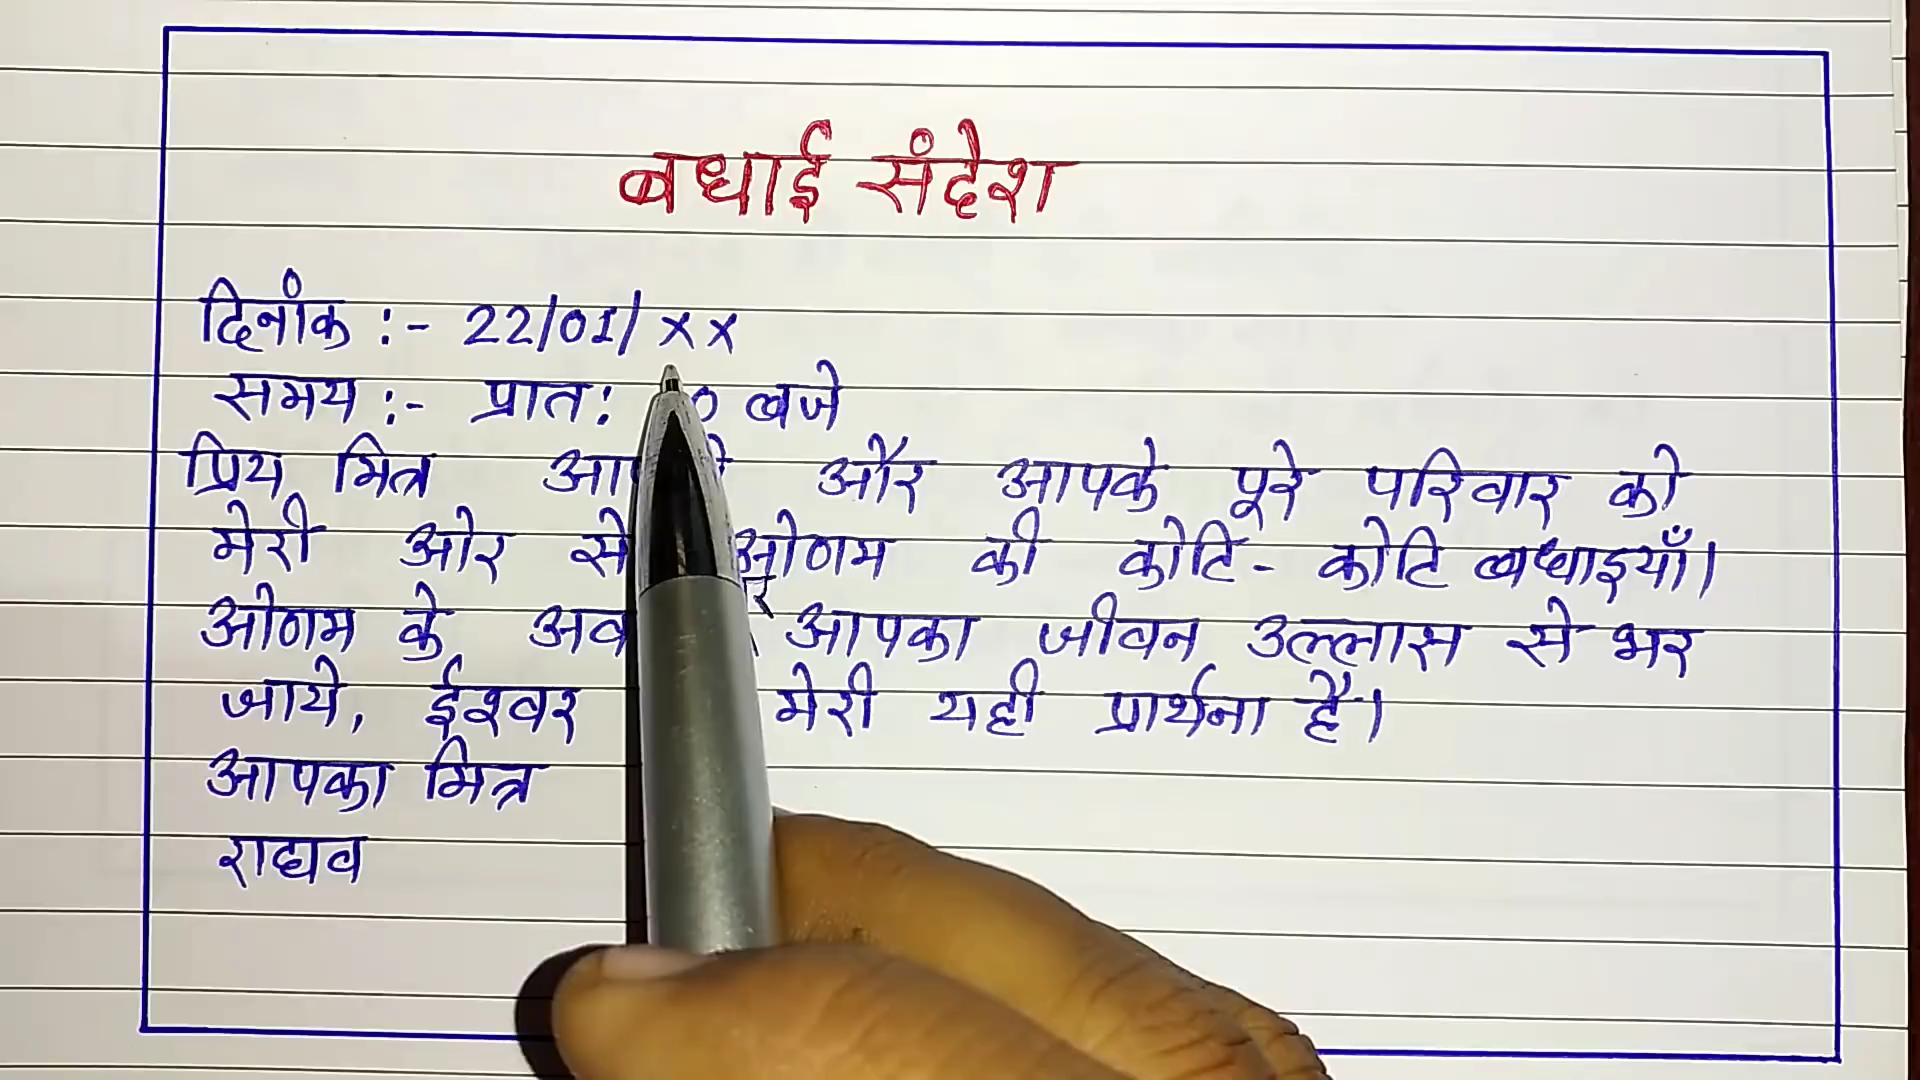 बधाई संदेश
दिनांक :- 22/01/xx
समय :- प्रात: बजे
प्रिय मित्र और आपके पूरे परिवार को
मेरी ओर से ओणम की कोटि- कोटि बधाइयाँ।
ओणम के आपका जीवन उल्लास से भर
जाये, ईश्वर मेरी यही प्रार्थना है।
आपका मित्र
राघव